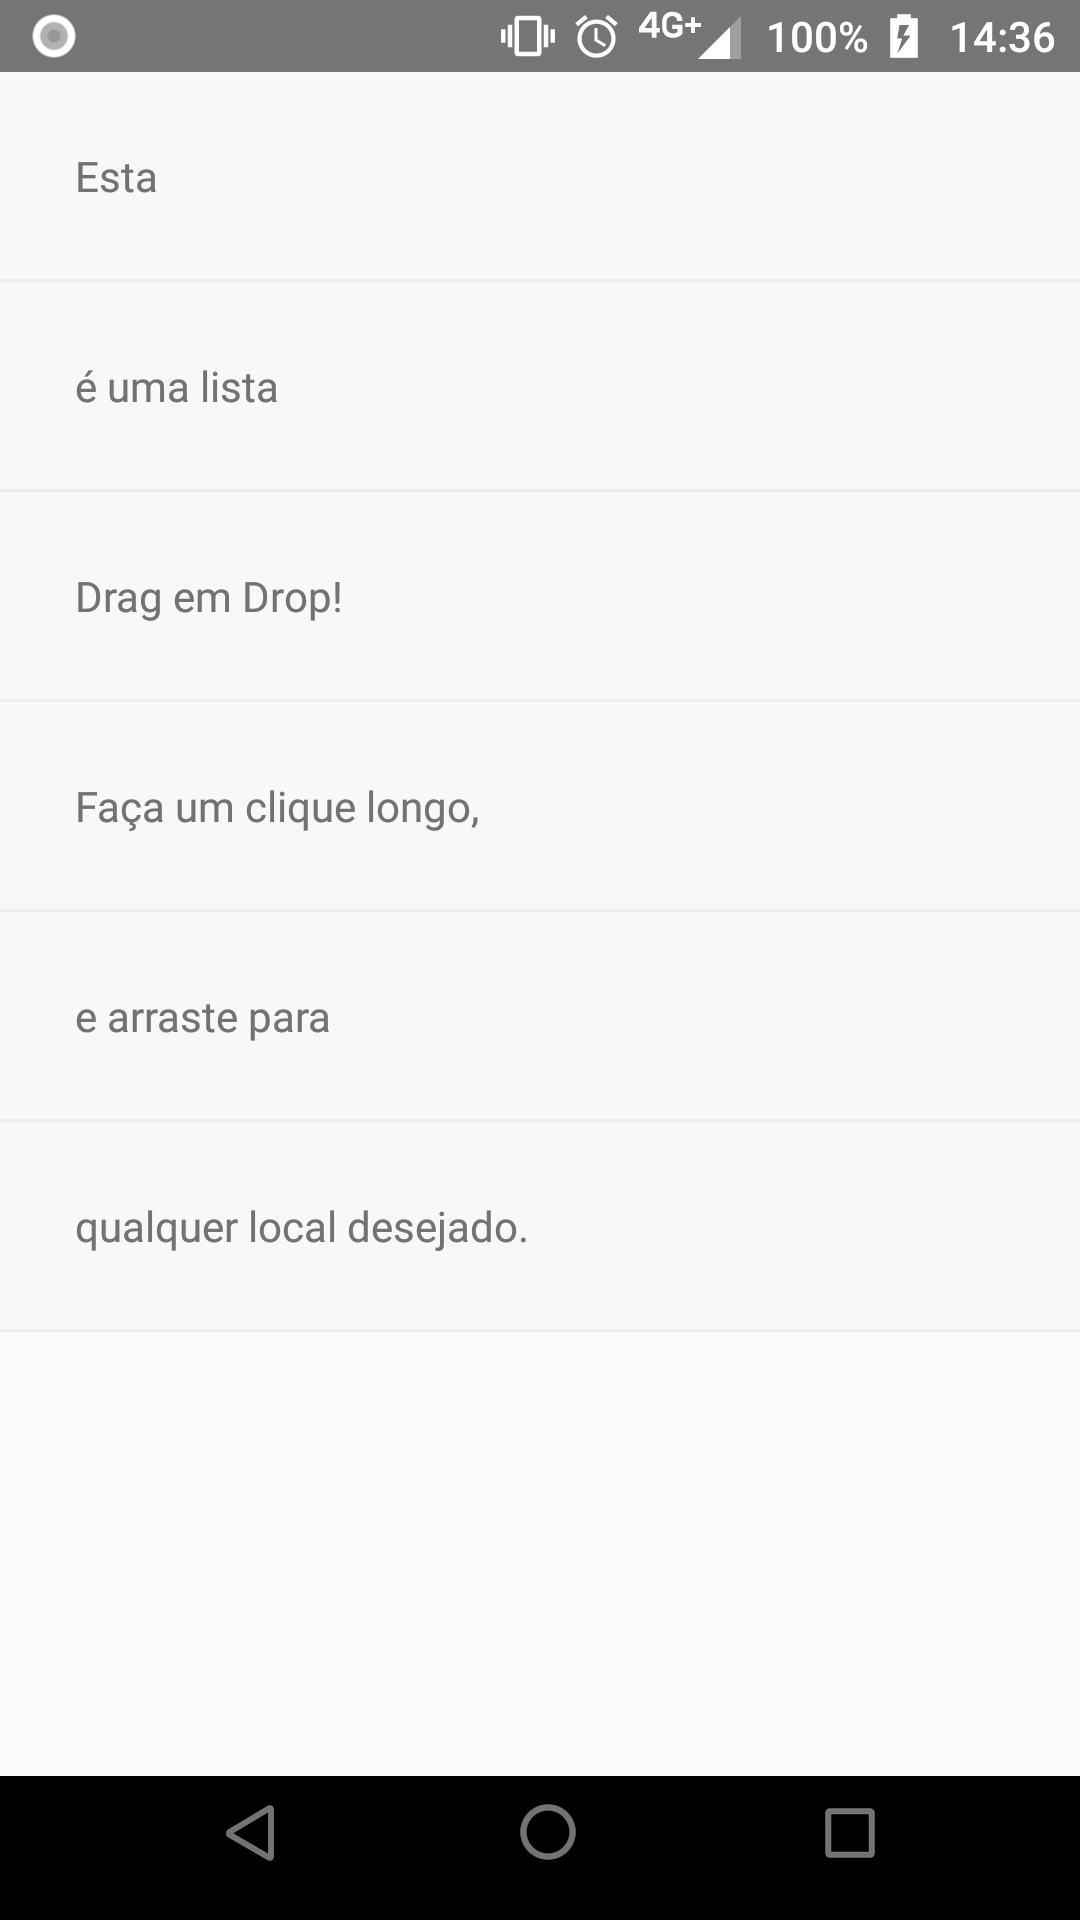 4G+ 100% 14:36
Esta
é uma lista
Drag em Drop!
Faça um clique longo,
e arraste para
qualquer local desejado.